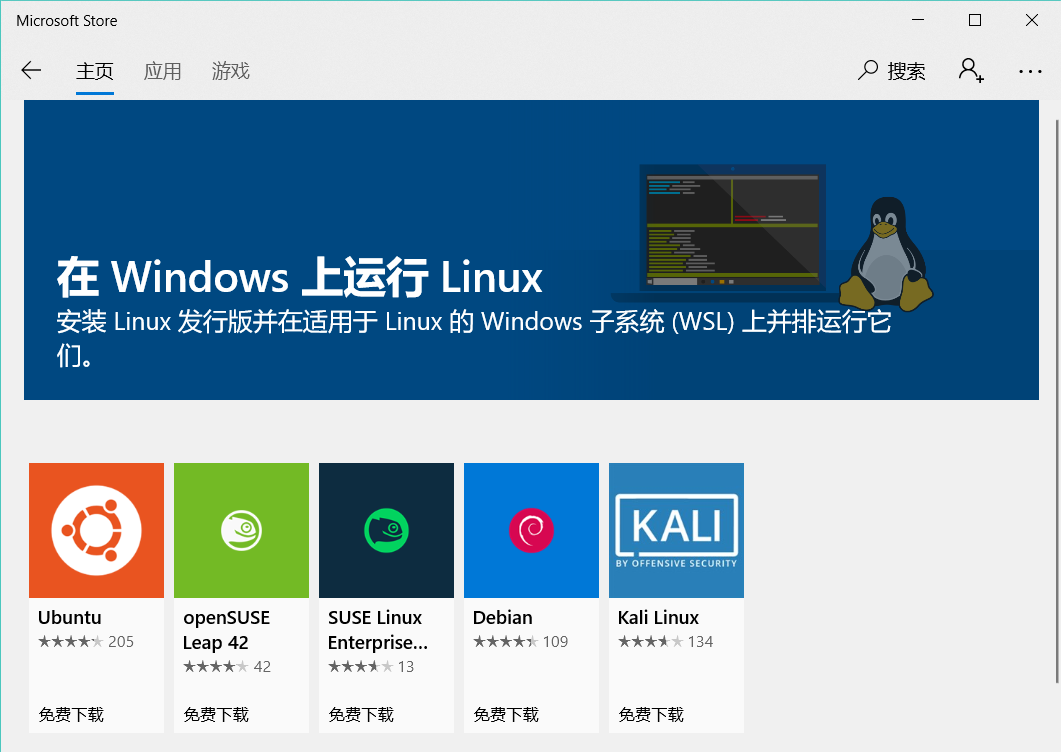 Microsoft Store
主页 应用 游戏 搜索
在 Windows 上运行 Linux
安装 Linux 发行版并在适用于 Linux 的 Windows 子系统 (WSL) 上并排运行它
们。
KALI
BY OFFENSIVE SECURITY
Ubuntu
205
免费下载
openSUSE
Leap 42
42
免费下载
SUSE Linux
Enterprise...
13
免费下载
Debian
109
免费下载
Kali Linux
134
免费下载